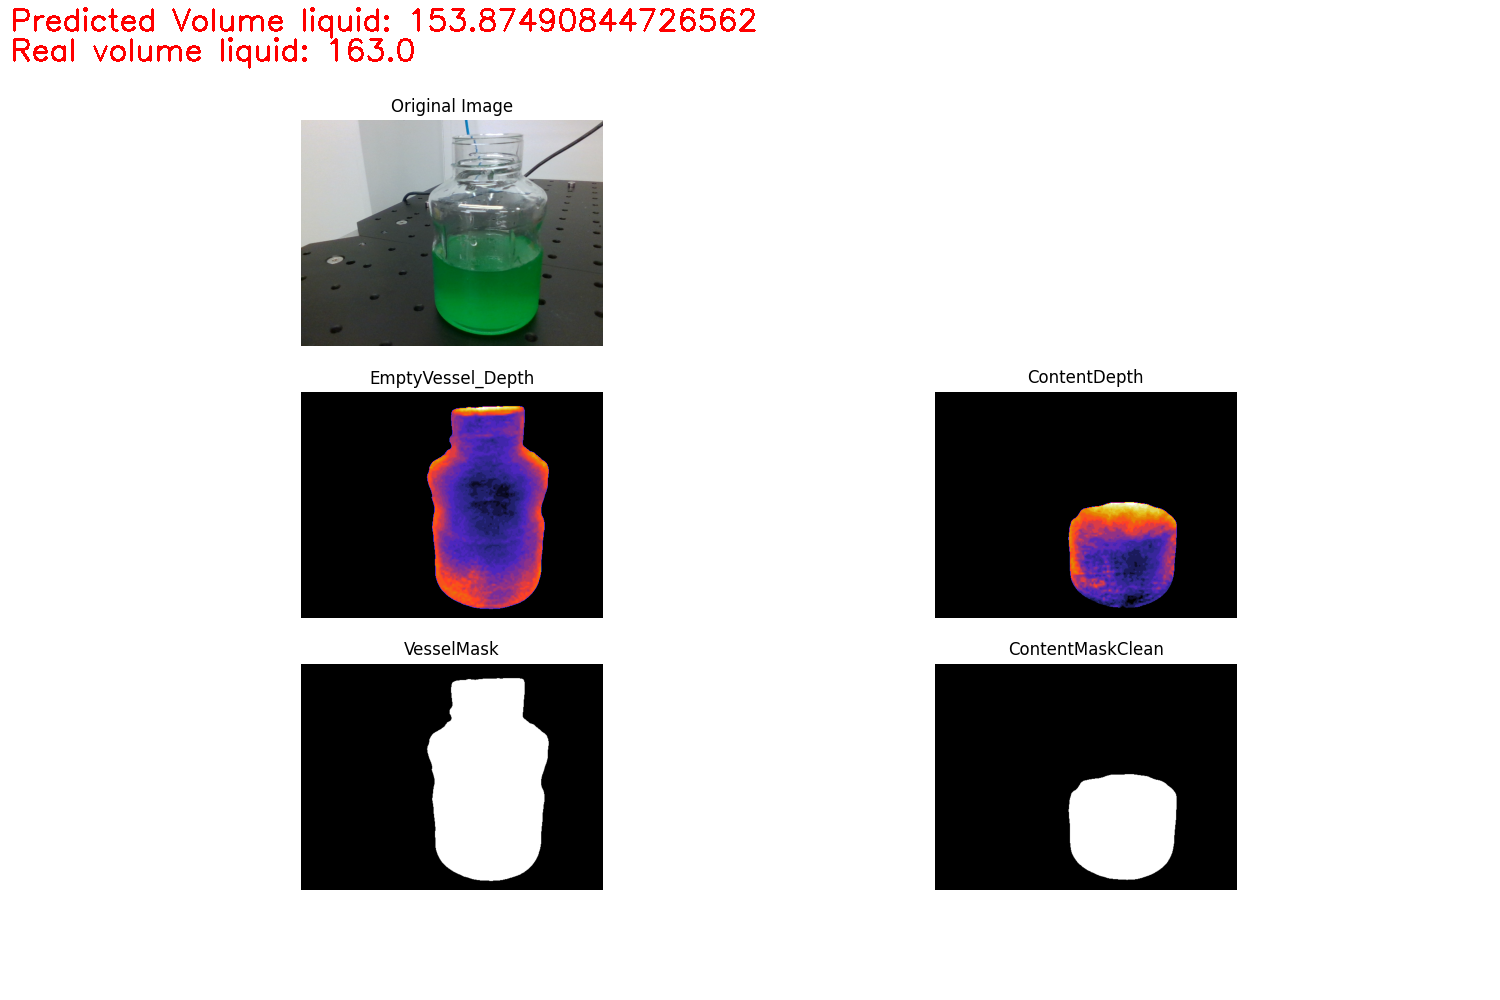 Predicted Volume liquid: 153.87490844726562
Real volume liquid: 163.0
Original Image
EmptyVessel_Depth
ContentDepth
VesselMask
ContentMaskClean